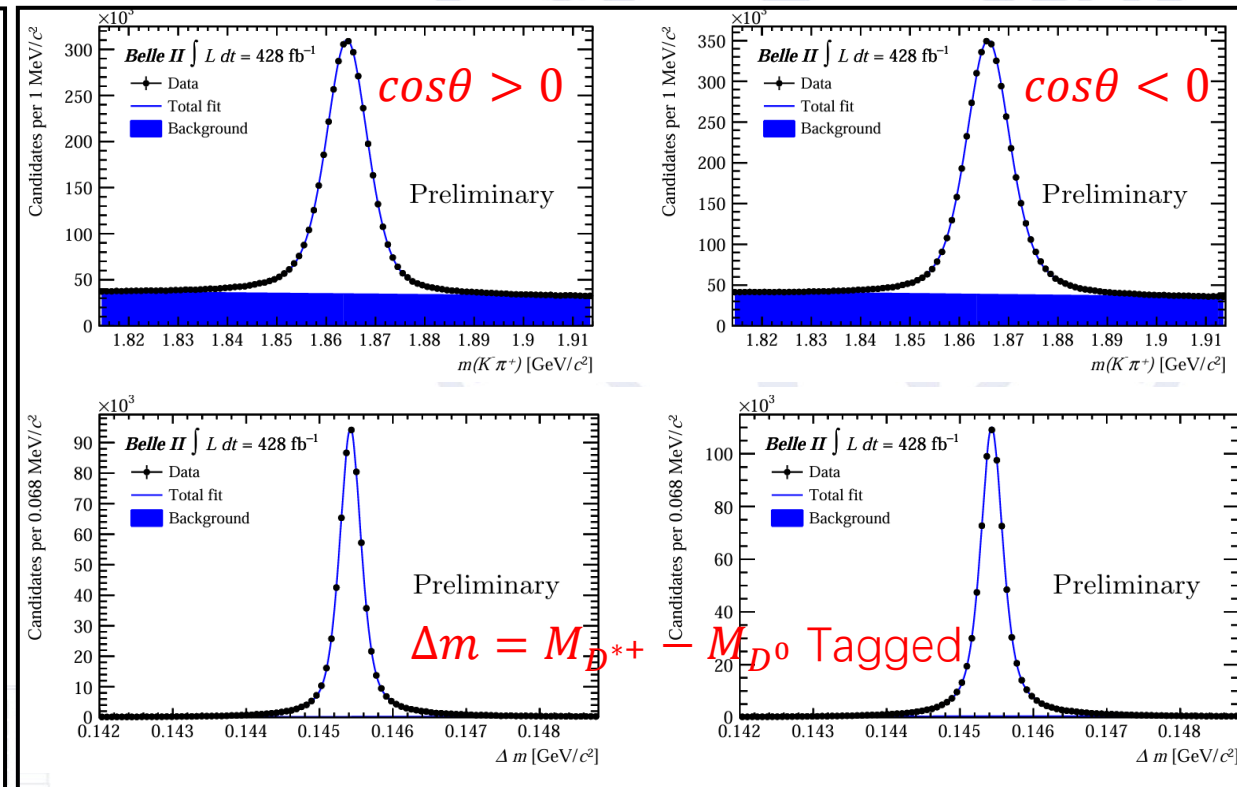 ×10³
Candidates per 1 MeV/c²
300
250
200
150
100
50
0
Belle II ∫ L dt = 428 fb⁻¹
Data
Total fit
Background
cosθ > 0
Preliminary
1.82 1.83 1.84 1.85 1.86 1.87 1.88 1.89 1.9 1.91
m(K⁻π⁺) [GeV/c²]
Candidates per 1 MeV/c²
×10³
350
300
250
200
150
100
50
0
Belle II ∫ L dt = 428 fb⁻¹
Data
Total fit
Background
cosθ < 0
Preliminary
1.82 1.83 1.84 1.85 1.86 1.87 1.88 1.89 1.9 1.91
m(K⁻π⁺) [GeV/c²]
×10³
Candidates per 0.068 MeV/c²
90
80
70
60
50
40
30
20
10
0
Belle II ∫ L dt = 428 fb⁻¹
Data
Total fit
Background
Preliminary
0.142 0.143 0.144 0.145 0.146 0.147 0.148
Δ m [GeV/c²]
Δm = M_D*+ − M_D0 Tagged
×10³
Candidates per 0.068 MeV/c²
100
80
60
40
20
0
Belle II ∫ L dt = 428 fb⁻¹
Data
Total fit
Background
Preliminary
0.142 0.143 0.144 0.145 0.146 0.147 0.148
Δ m [GeV/c²]